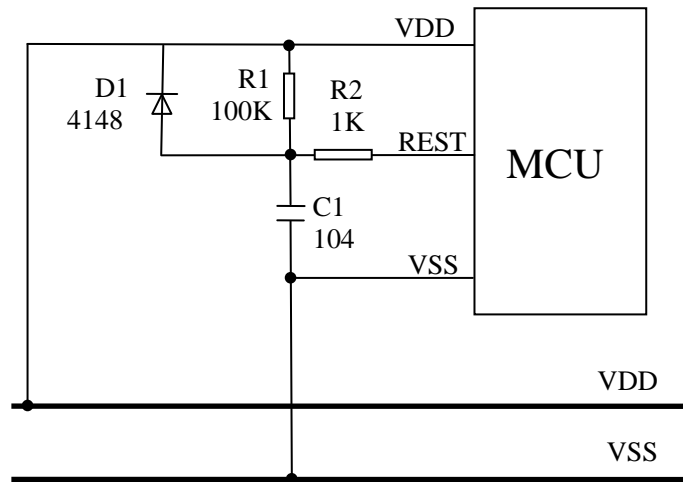 VDD
D1
4148
R1
100K
R2
1K
REST
MCU
C1
104
VSS
VDD
VSS